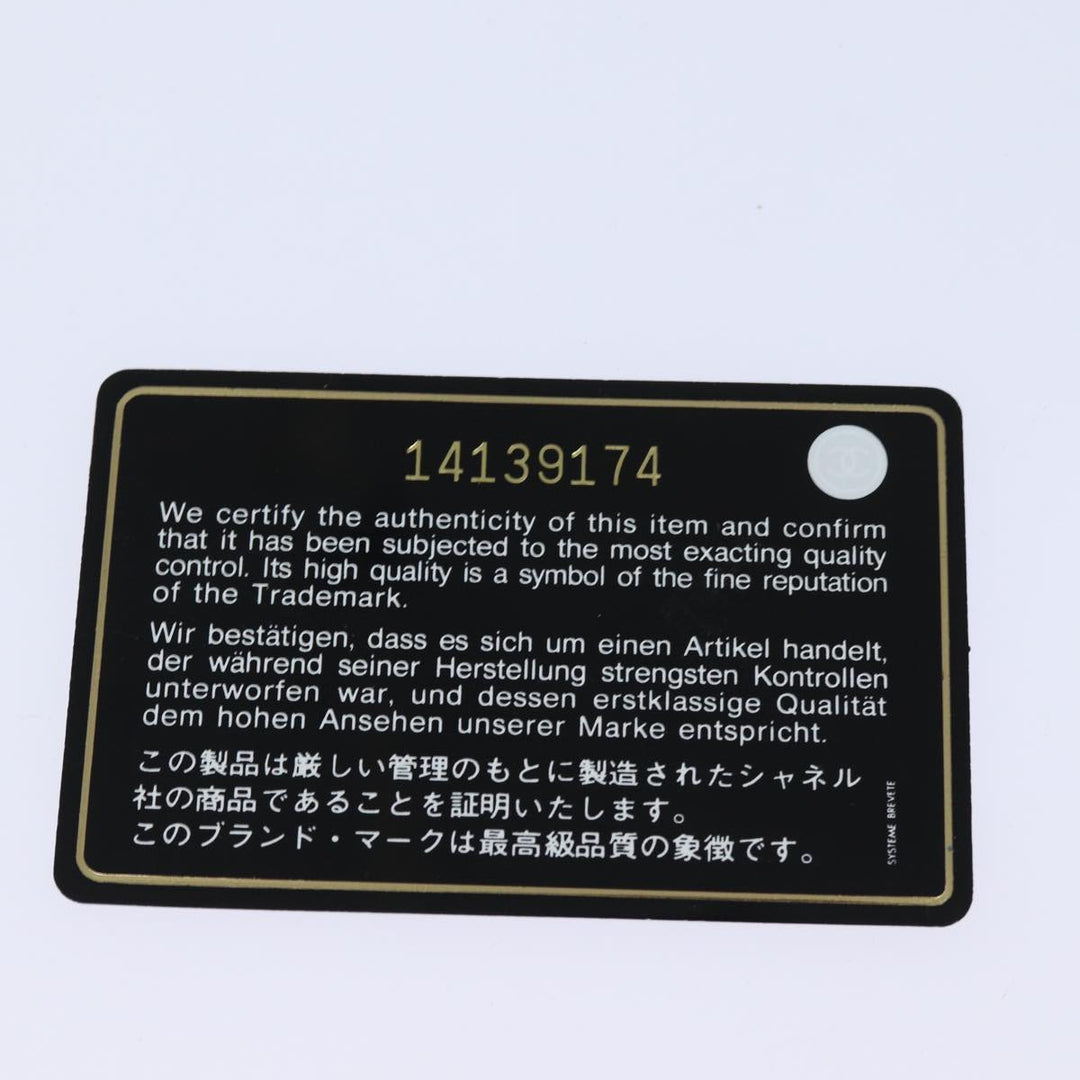 14139174
We certify the authenticity of this item and confirm
that it has been subjected to the most exacting quality
control. Its high quality is a symbol of the fine reputation
of the Trademark.
Wir bestätigen, dass es sich um einen Artikel handelt,
der während seiner Herstellung strengsten Kontrollen
unterworfen war, und dessen erstklassige Qualität
dem hohen Ansehen unserer Marke entspricht.
この製品は厳しい管理のもとに製造されたシャネル
社の商品であることを証明いたします。
このブランド・マークは最高級品質の象徴です。
SYSTEME BREVETE